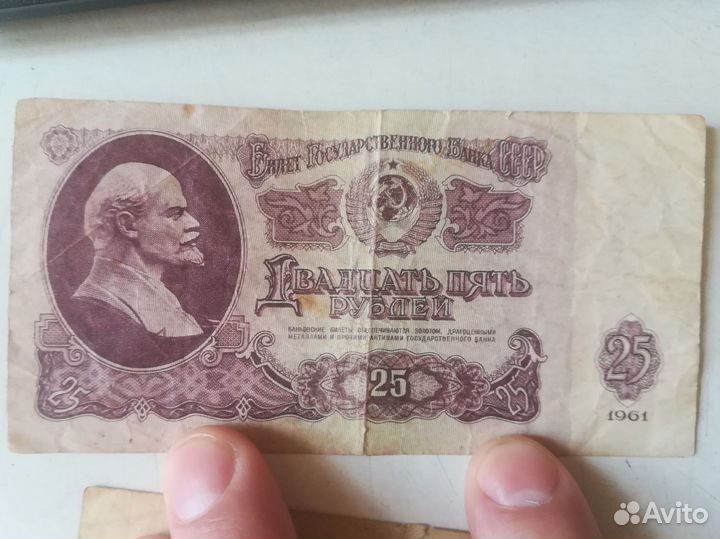 Билет Государственного Банка СССР
Двадцать пять
рублей
БАНКОВСКИЕ БИЛЕТЫ ОБЕСПЕЧИВАЮТСЯ ЗОЛОТОМ, ДРАГОЦЕННЫМИ
МЕТАЛЛАМИ И ПРОЧИМИ АКТИВАМИ ГОСУДАРСТВЕННОГО БАНКА
25
25
25
25
1961
Avito